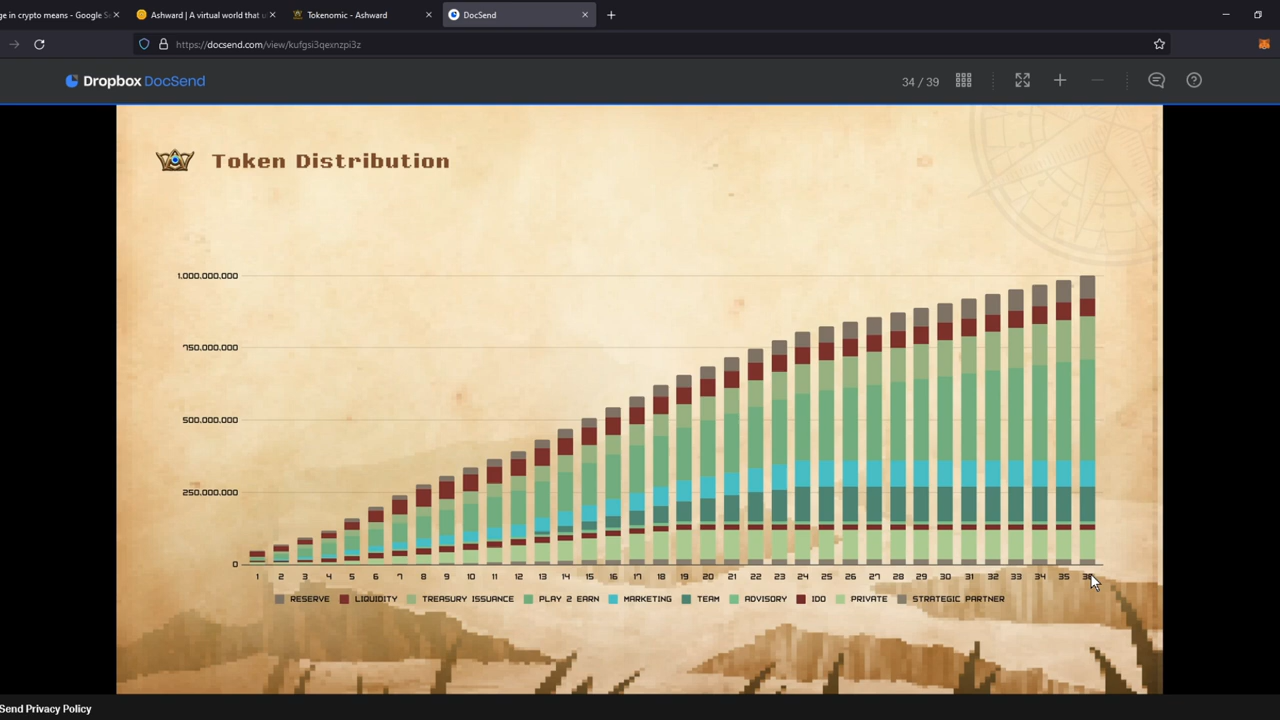 ge in crypto means - Google Se
Ashward | A virtual world that u
Tokenomic - Ashward
DocSend
https://docsend.com/view/kufgsi3qexnzpi3z
Dropbox DocSend
34 / 39
Token Distribution
1.000.000.000
750.000.000
500.000.000
250.000.000
0
1 2 3 4 5 6 7 8 9 10 11 12 13 14 15 16 17 18 19 20 21 22 23 24 25 26 27 28 29 30 31 32 33 34 35 36
RESERVE LIQUIDITY TREASURY ISSUANCE PLAY 2 EARN MARKETING TEAM ADVISORY IDO PRIVATE STRATEGIC PARTNER
Send Privacy Policy